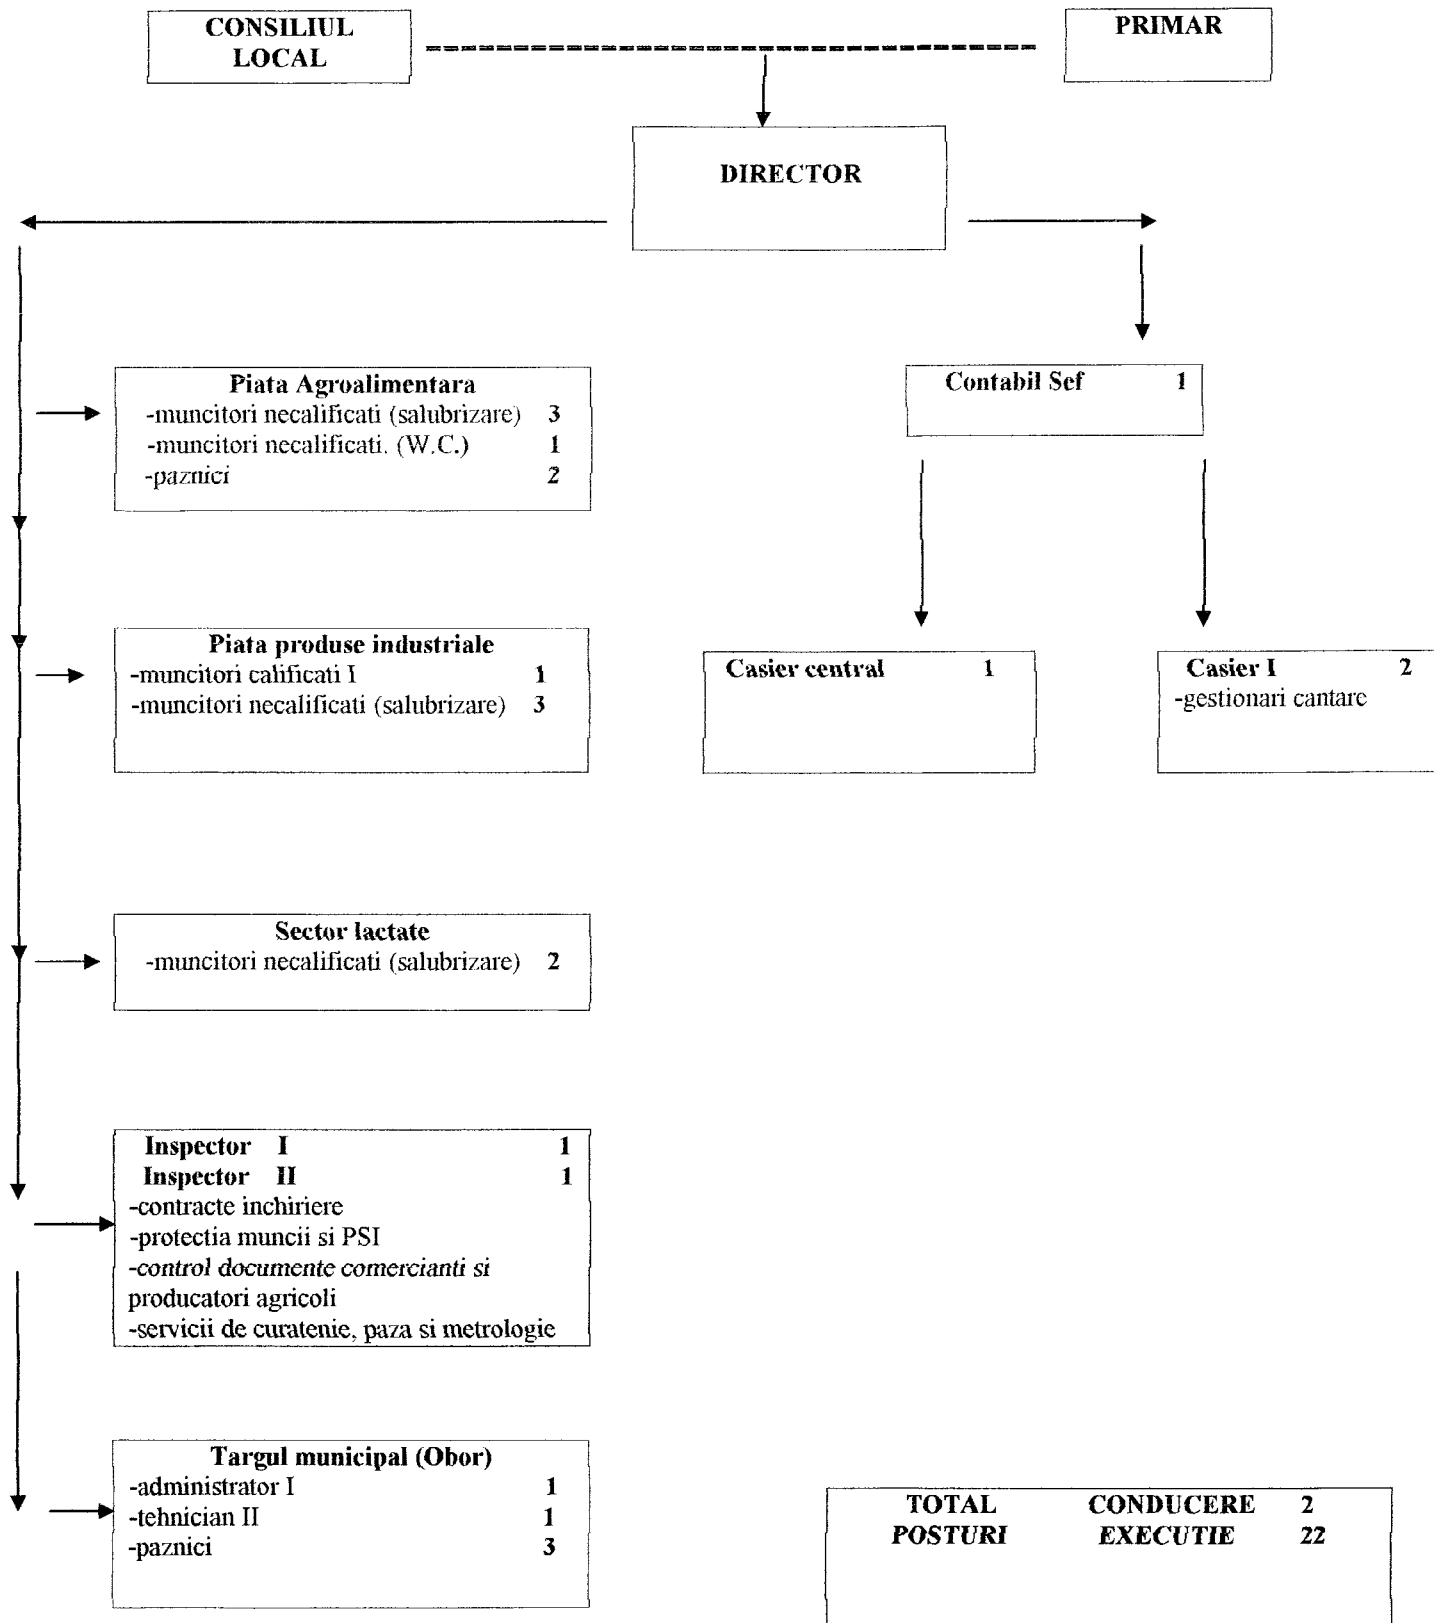 CONSILIUL
LOCAL
PRIMAR
DIRECTOR
Piata Agroalimentara
-muncitori necalificati (salubrizare) 3
-muncitori necalificati. (W.C.) 1
-paznici 2
Contabil Sef 1
Piata produse industriale
-muncitori calificati I 1
-muncitori necalificati (salubrizare) 3
Casier central 1
Casier I 2
-gestionari cantare
Sector lactate
-muncitori necalificati (salubrizare) 2
Inspector I 1
Inspector II 1
-contracte inchiriere
-protectia muncii si PSI
-control documente comercianti si
producatori agricoli
-servicii de curatenie, paza si metrologie
Targul municipal (Obor)
-administrator I 1
-tehnician II 1
-paznici 3
TOTAL CONDUCERE 2
POSTURI EXECUTIE 22